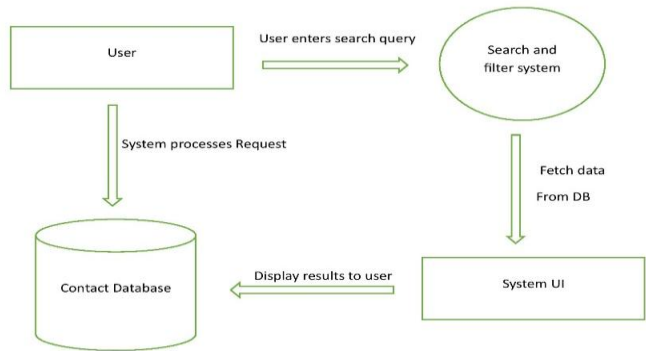 User
User enters search query
Search and
filter system
System processes Request
Fetch data
From DB
Contact Database
Display results to user
System UI